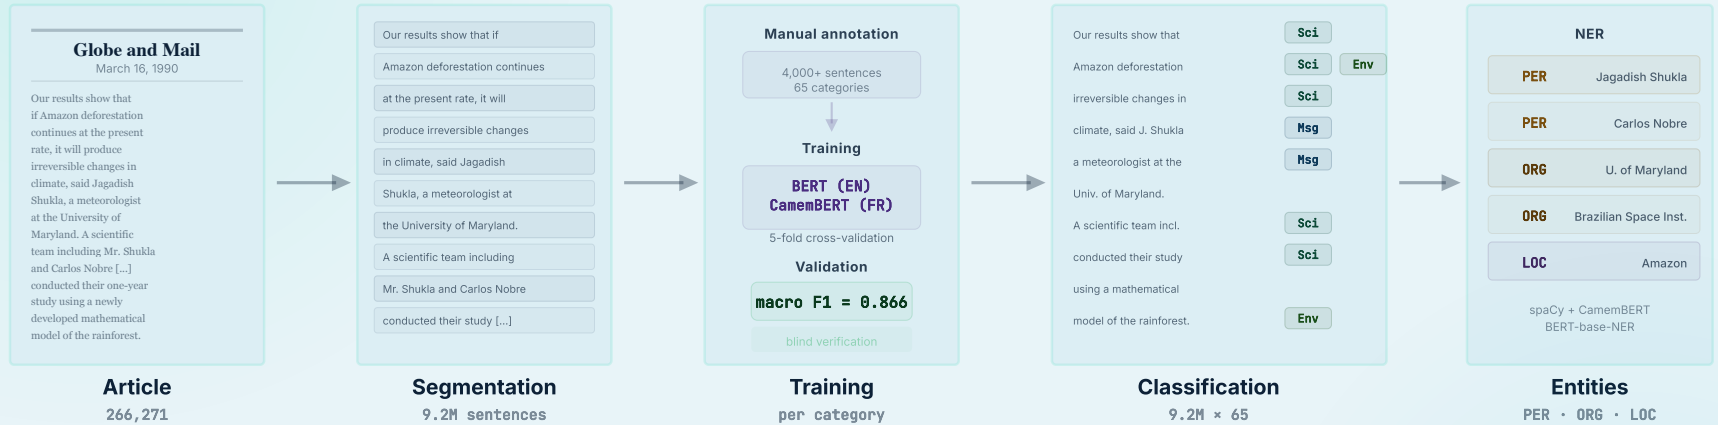 Globe and Mail
March 16, 1990
Our results show that
if Amazon deforestation
continues at the present
rate, it will produce
irreversible changes in
climate, said Jagadish
Shukla, a meteorologist
at the University of
Maryland. A scientific
team including Mr. Shukla
and Carlos Nobre [...]
conducted their one-year
study using a newly
developed mathematical
model of the rainforest.
Article
266,271
Our results show that if
Amazon deforestation continues
at the present rate, it will
produce irreversible changes
in climate, said Jagadish
Shukla, a meteorologist at
the University of Maryland.
A scientific team including
Mr. Shukla and Carlos Nobre
conducted their study [...]
Segmentation
9.2M sentences
Manual annotation
4,000+ sentences
65 categories
Training
BERT (EN)
CamemBERT (FR)
5-fold cross-validation
Validation
macro F1 = 0.866
blind verification
Training
per category
Our results show that Sci
Amazon deforestation Sci Env
irreversible changes in Sci
climate, said J. Shukla Msg
a meteorologist at the Msg
Univ. of Maryland.
A scientific team incl. Sci
conducted their study Sci
using a mathematical
model of the rainforest. Env
Classification
9.2M × 65
NER
PER Jagadish Shukla
PER Carlos Nobre
ORG U. of Maryland
ORG Brazilian Space Inst.
LOC Amazon
spaCy + CamemBERT
BERT-base-NER
Entities
PER · ORG · LOC